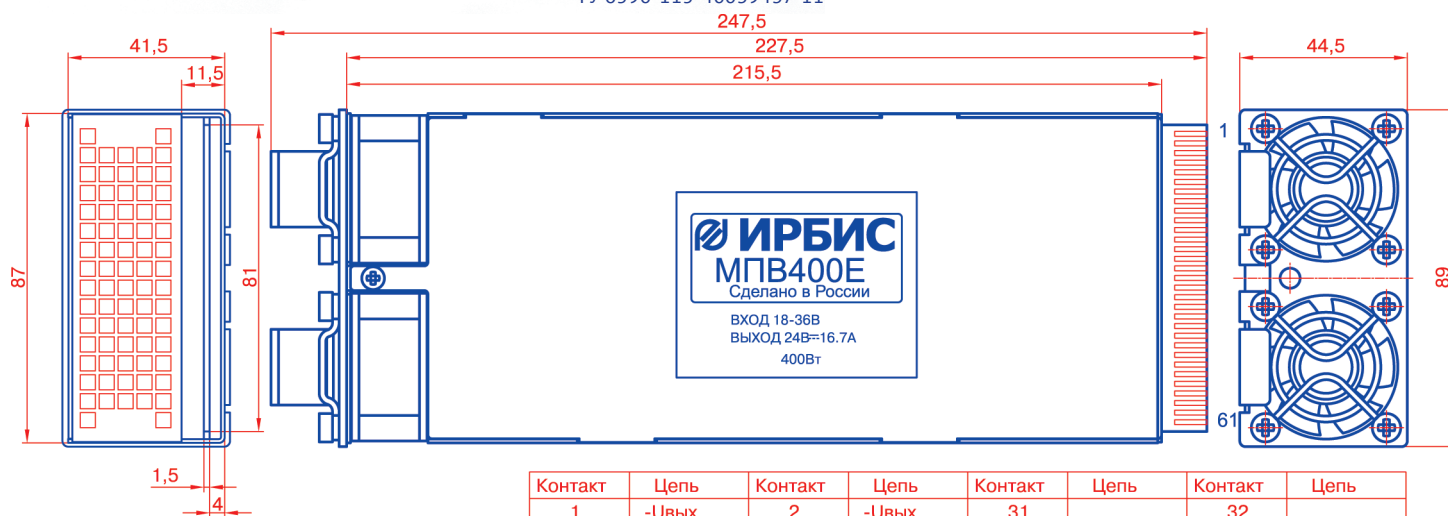 247,5
41,5
227,5
44,5
11,5
215,5
1
87
81
89
ИРБИС
МПВ400Е
Сделано в России
ВХОД 18-36В
ВЫХОД 24В⎓16.7А
400Вт
61
1,5
4
Контакт Цепь Контакт Цепь Контакт Цепь Контакт Цепь
1 -Uвых 2 -Uвых 31 32